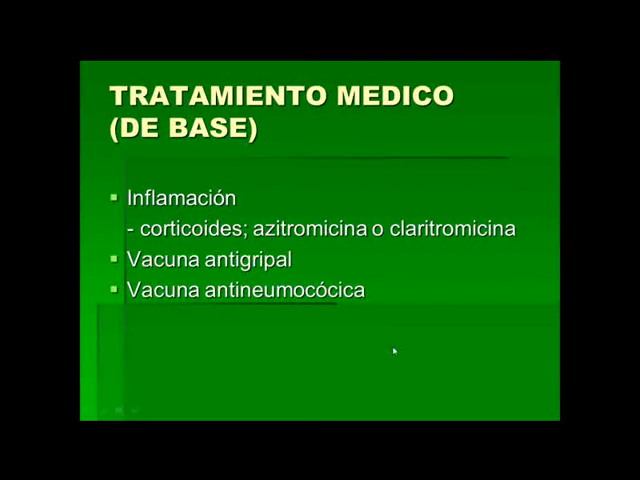 TRATAMIENTO MEDICO
(DE BASE)
Inflamación
- corticoides; azitromicina o claritromicina
Vacuna antigripal
Vacuna antineumocócica